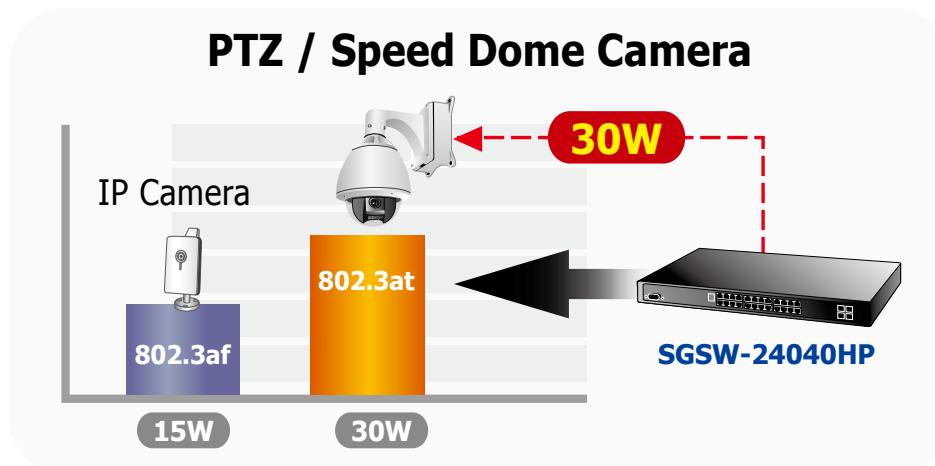 PTZ / Speed Dome Camera
30W
IP Camera
802.3at
802.3af
SGSW-24040HP
15W
30W